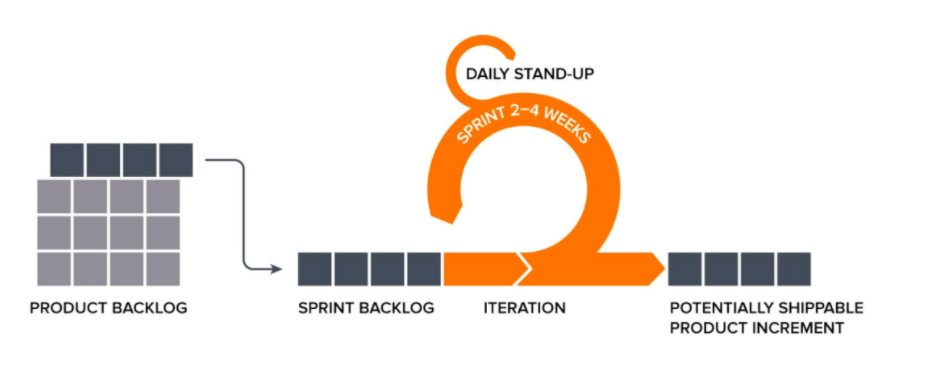 DAILY STAND-UP
SPRINT 2–4 WEEKS
PRODUCT BACKLOG
SPRINT BACKLOG
ITERATION
POTENTIALLY SHIPPABLE
PRODUCT INCREMENT